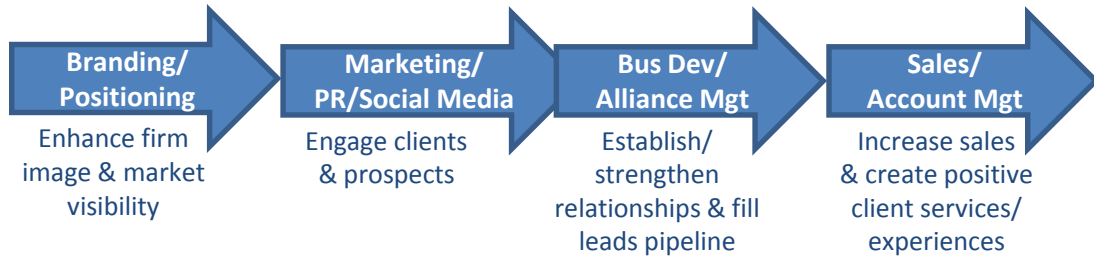 Branding/
Positioning
Enhance firm
image & market
visibility
Marketing/
PR/Social Media
Engage clients
& prospects
Bus Dev/
Alliance Mgt
Establish/
strengthen
relationships & fill
leads pipeline
Sales/
Account Mgt
Increase sales
& create positive
client services/
experiences